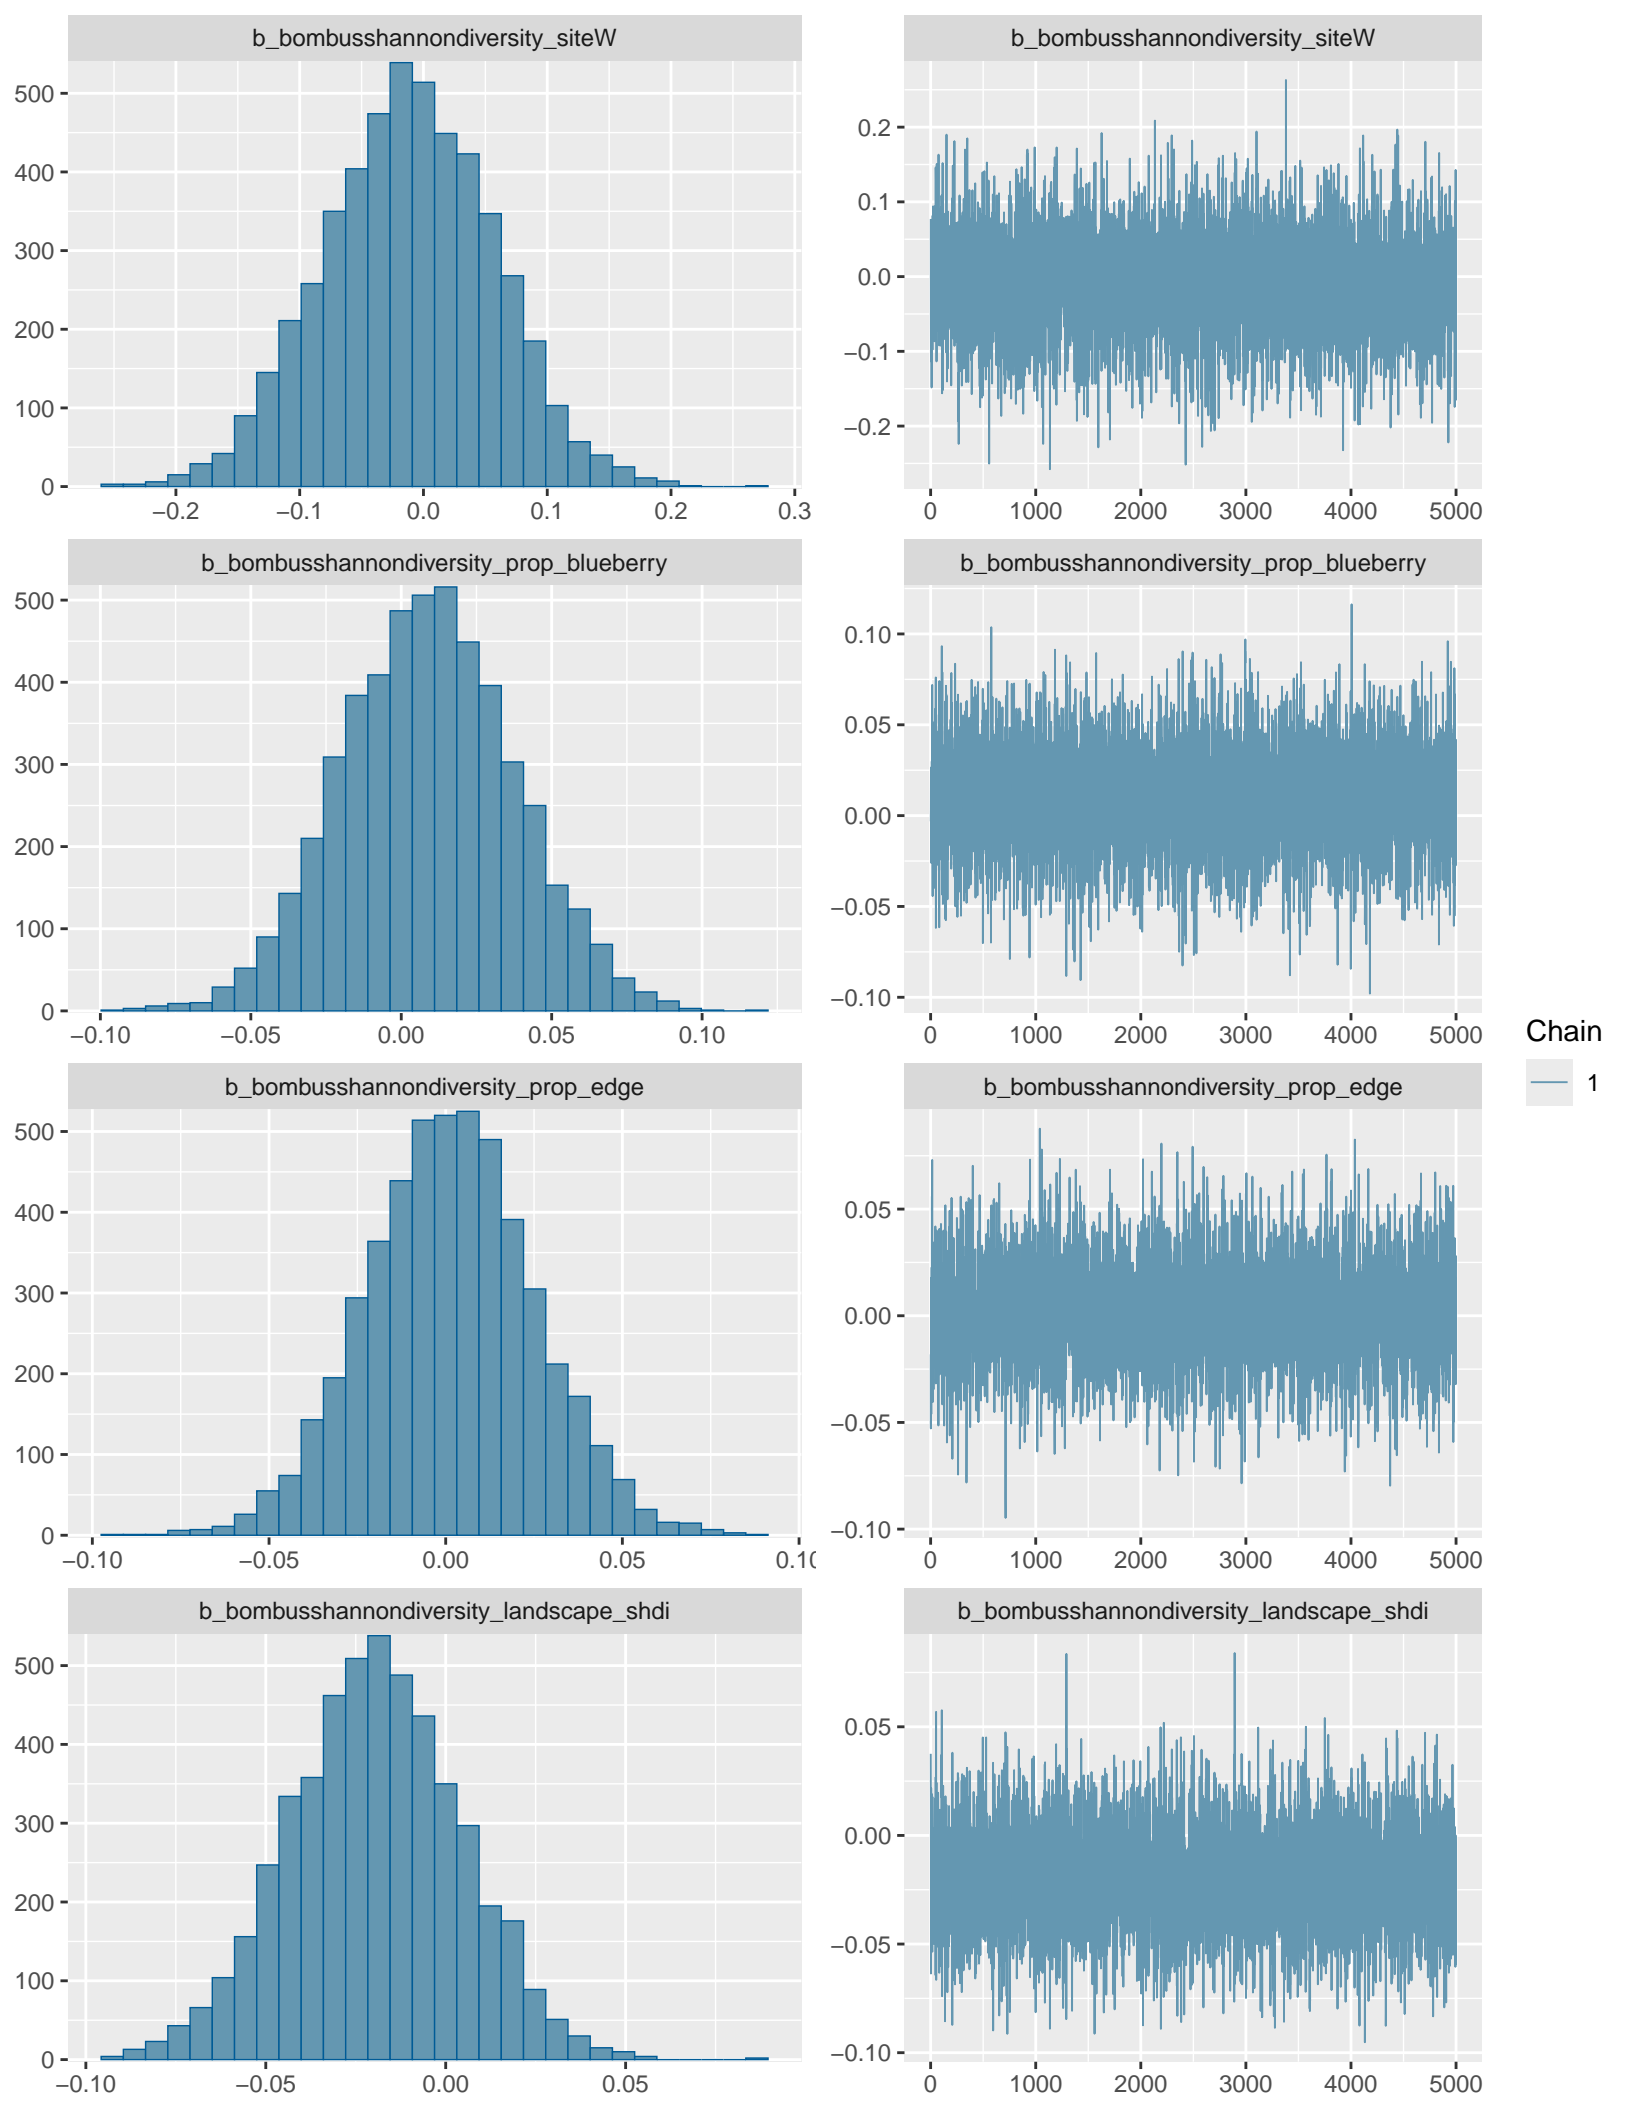 b_bombusshannondiversity_siteW
b_bombusshannondiversity_siteW
500
400
300
200
100
0
−0.2 −0.1 0.0 0.1 0.2 0.3
0.2
0.1
0.0
−0.1
−0.2
0 1000 2000 3000 4000 5000
b_bombusshannondiversity_prop_blueberry
b_bombusshannondiversity_prop_blueberry
500
400
300
200
100
0
−0.10 −0.05 0.00 0.05 0.10
0.10
0.05
0.00
−0.05
−0.10
0 1000 2000 3000 4000 5000
Chain
1
b_bombusshannondiversity_prop_edge
b_bombusshannondiversity_prop_edge
500
400
300
200
100
0
−0.10 −0.05 0.00 0.05 0.10
0.05
0.00
−0.05
−0.10
0 1000 2000 3000 4000 5000
b_bombusshannondiversity_landscape_shdi
b_bombusshannondiversity_landscape_shdi
500
400
300
200
100
0
−0.10 −0.05 0.00 0.05
0.05
0.00
−0.05
−0.10
0 1000 2000 3000 4000 5000